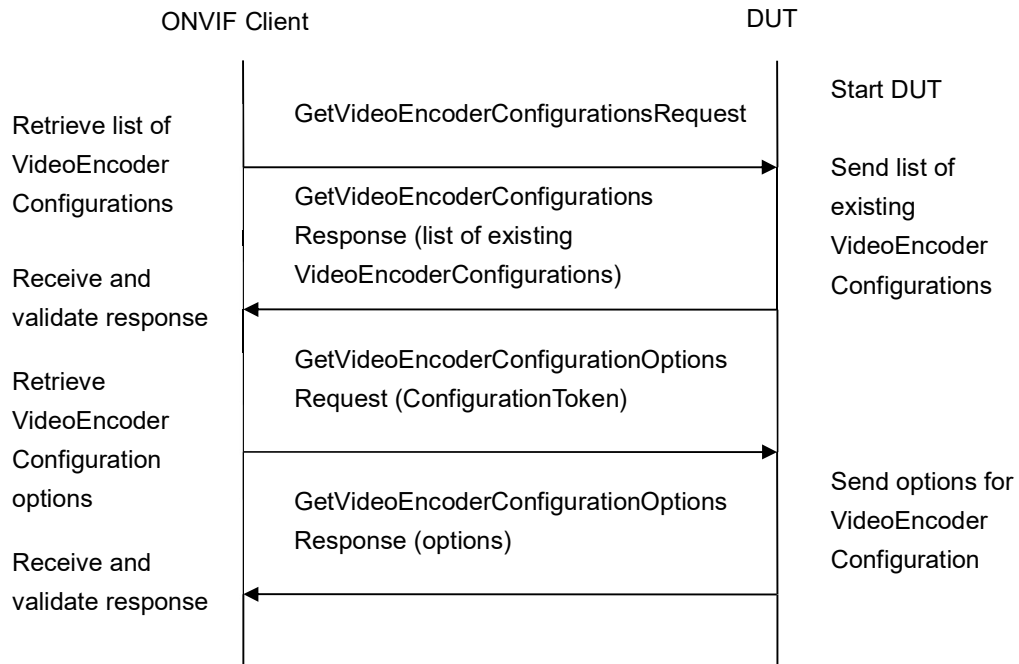 ONVIF Client
DUT
Start DUT
Retrieve list of
VideoEncoder
Configurations
GetVideoEncoderConfigurationsRequest
Send list of
existing
VideoEncoder
Configurations
GetVideoEncoderConfigurations
Response (list of existing
VideoEncoderConfigurations)
Receive and
validate response
GetVideoEncoderConfigurationOptions
Request (ConfigurationToken)
Retrieve
VideoEncoder
Configuration
options
Send options for
VideoEncoder
Configuration
GetVideoEncoderConfigurationOptions
Response (options)
Receive and
validate response